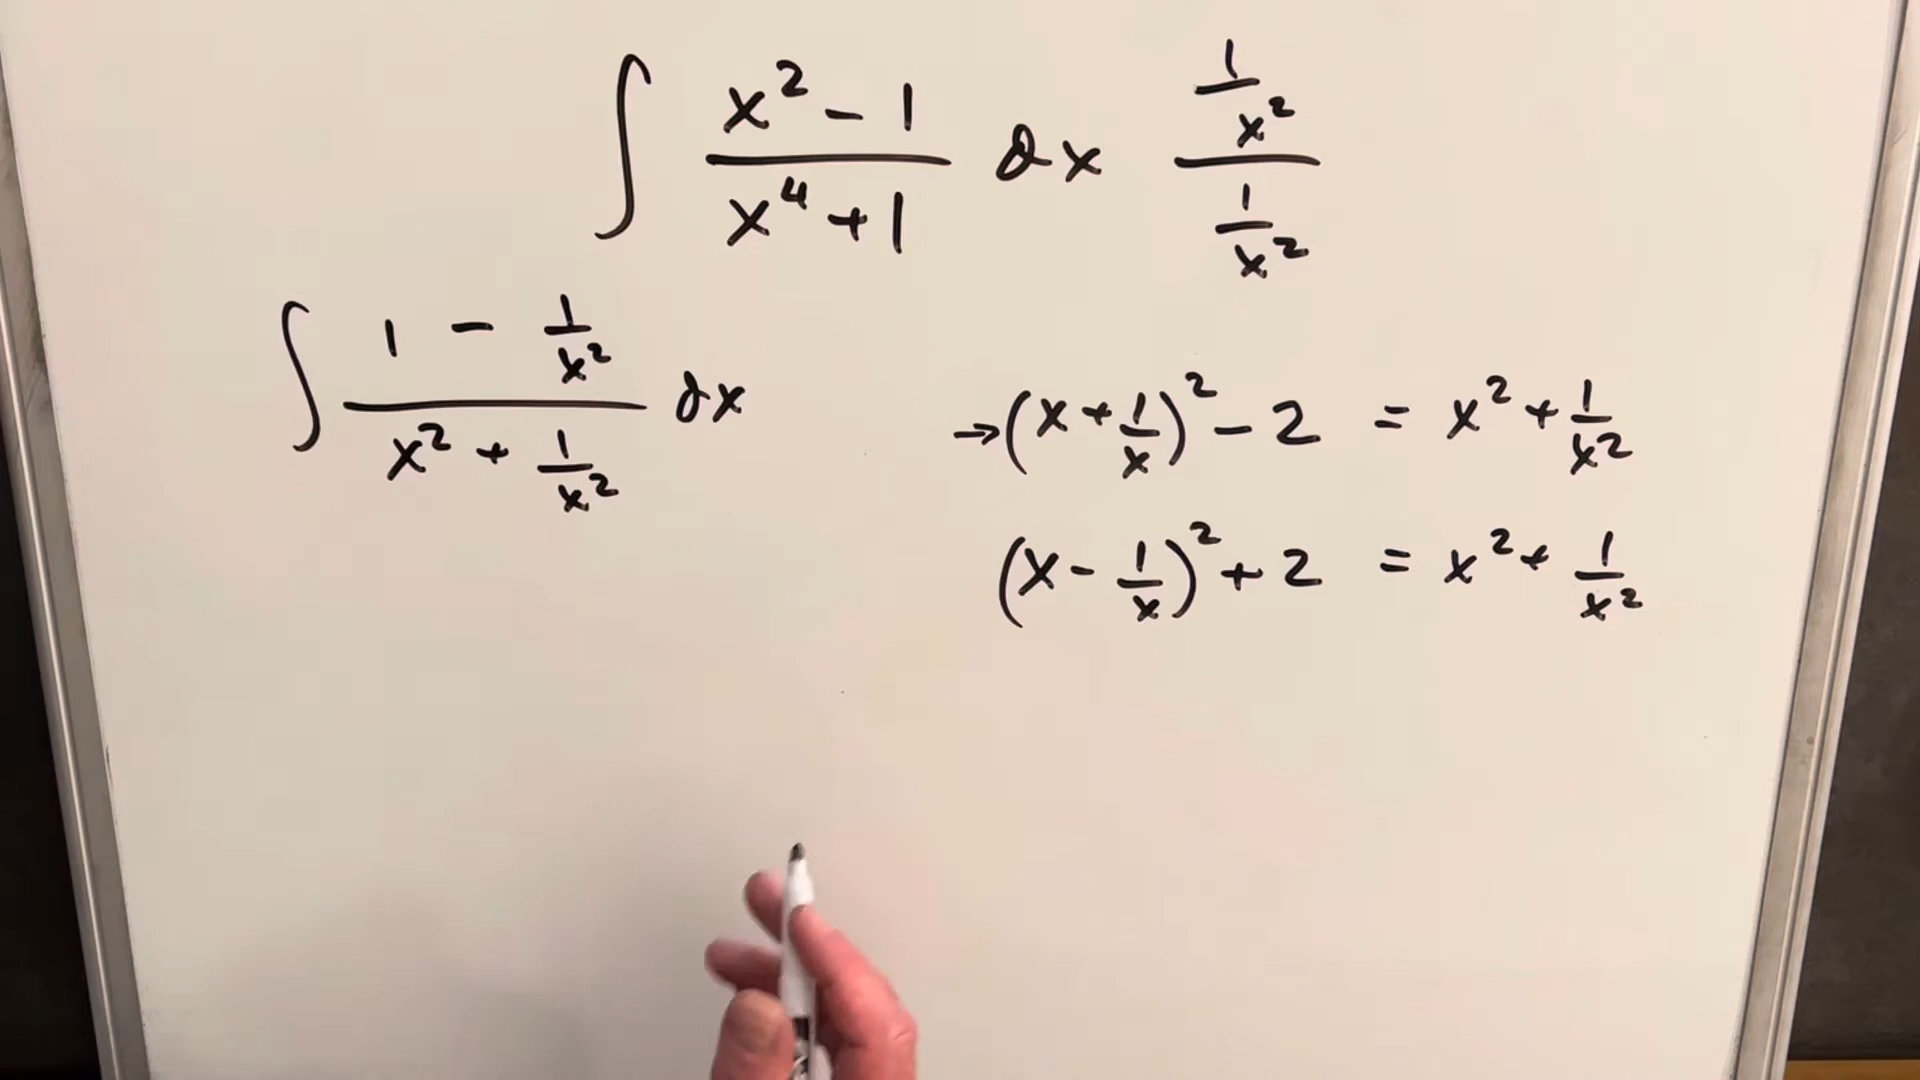 ∫ (x² - 1)/(x⁴ + 1) dx (1/x²)/(1/x²)
∫ (1 - 1/x²)/(x² + 1/x²) dx
→ (x + 1/x)² - 2 = x² + 1/x²
(x - 1/x)² + 2 = x² + 1/x²